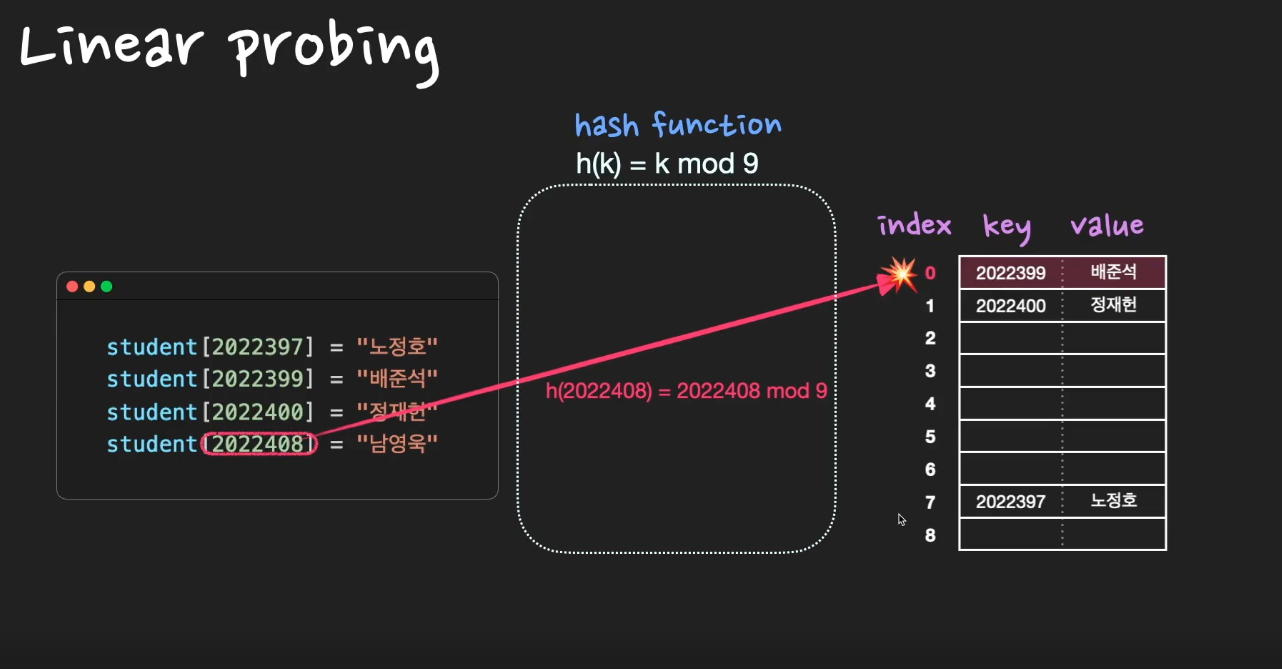 Linear probing
hash function
h(k) = k mod 9
student[2022397] = "노정호"
student[2022399] = "배준석"
student[2022400] = "정재헌"
student[2022408] = "남영욱"
h(2022408) = 2022408 mod 9
index key value
0 2022399 배준석
1 2022400 정재헌
2
3
4
5
6
7 2022397 노정호
8